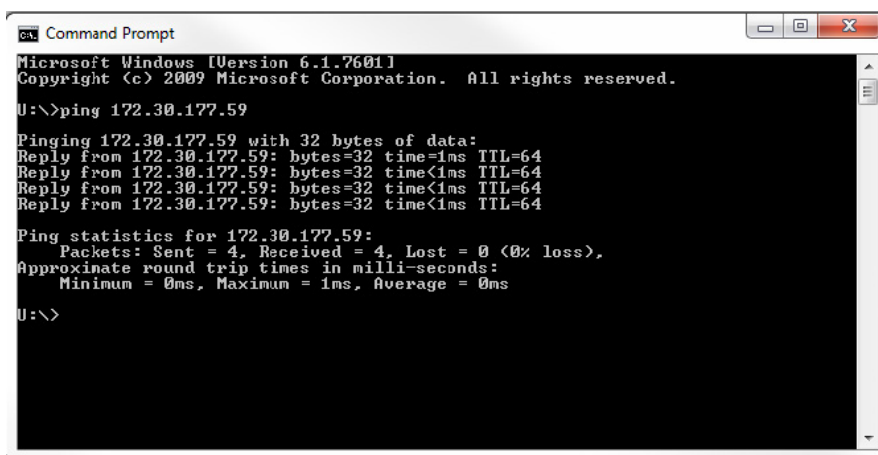 Command Prompt
Microsoft Windows [Version 6.1.7601]
Copyright (c) 2009 Microsoft Corporation.  All rights reserved.
U:\>ping 172.30.177.59
Pinging 172.30.177.59 with 32 bytes of data:
Reply from 172.30.177.59: bytes=32 time=1ms TTL=64
Reply from 172.30.177.59: bytes=32 time<1ms TTL=64
Reply from 172.30.177.59: bytes=32 time<1ms TTL=64
Reply from 172.30.177.59: bytes=32 time<1ms TTL=64
Ping statistics for 172.30.177.59:
    Packets: Sent = 4, Received = 4, Lost = 0 (0% loss),
Approximate round trip times in milli-seconds:
    Minimum = 0ms, Maximum = 1ms, Average = 0ms
U:\>